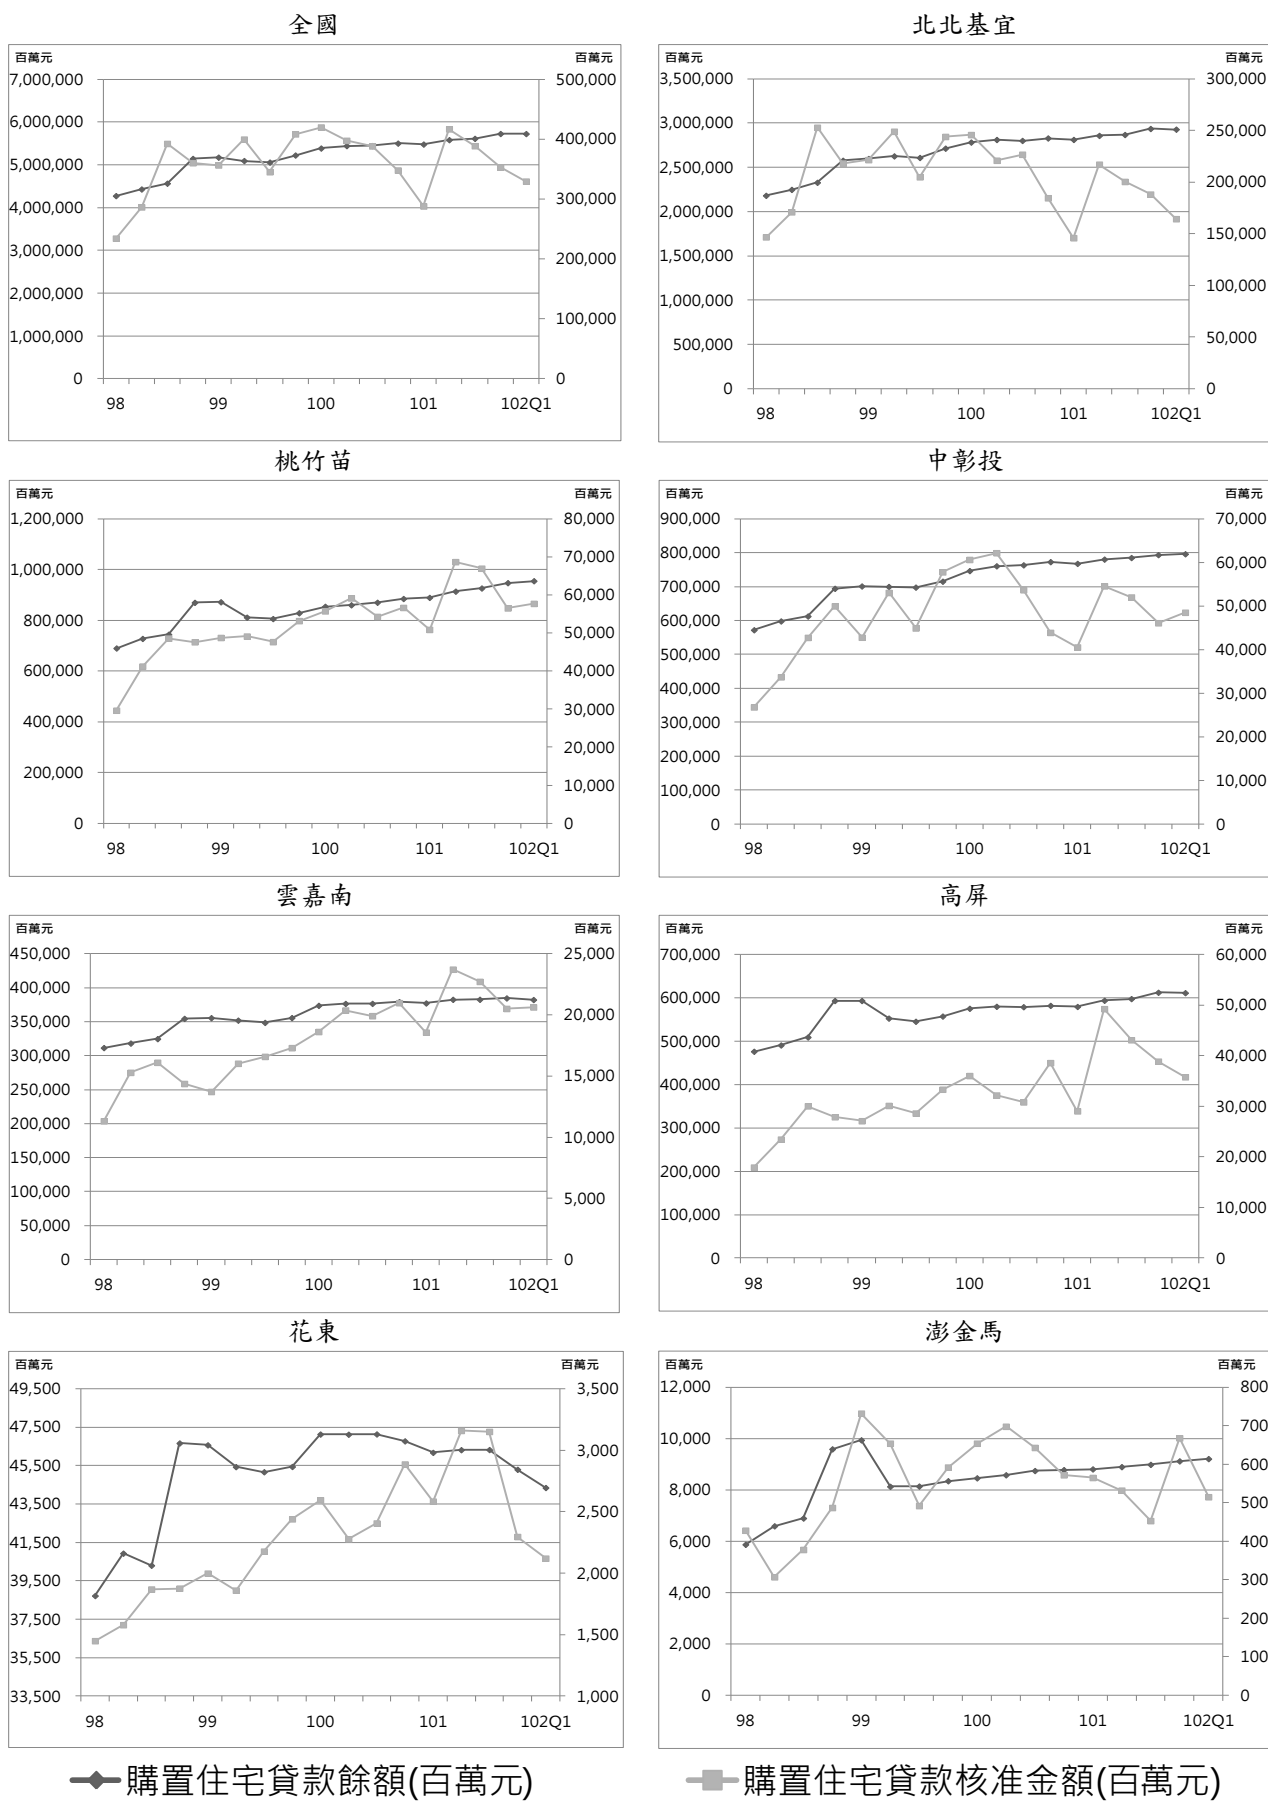 全國
百萬元 百萬元
7,000,000 500,000
6,000,000 400,000
5,000,000 300,000
4,000,000 200,000
3,000,000 100,000
2,000,000 0
1,000,000
0
98 99 100 101 102Q1
北北基宜
百萬元 百萬元
3,500,000 300,000
3,000,000 250,000
2,500,000 200,000
2,000,000 150,000
1,500,000 100,000
1,000,000 50,000
500,000 0
0
98 99 100 101 102Q1
桃竹苗
百萬元 百萬元
1,200,000 80,000
1,000,000 70,000
800,000 60,000
600,000 50,000
400,000 40,000
200,000 30,000
0 20,000
10,000
0
98 99 100 101 102Q1
中彰投
百萬元 百萬元
900,000 70,000
800,000 60,000
700,000 50,000
600,000 40,000
500,000 30,000
400,000 20,000
300,000 10,000
200,000 0
100,000
0
98 99 100 101 102Q1
雲嘉南
百萬元 百萬元
450,000 25,000
400,000 20,000
350,000 15,000
300,000 10,000
250,000 5,000
200,000 0
150,000
100,000
50,000
0
98 99 100 101 102Q1
高屏
百萬元 百萬元
700,000 60,000
600,000 50,000
500,000 40,000
400,000 30,000
300,000 20,000
200,000 10,000
100,000 0
0
98 99 100 101 102Q1
花東
百萬元 百萬元
49,500 3,500
47,500 3,000
45,500 2,500
43,500 2,000
41,500 1,500
39,500 1,000
37,500
35,500
33,500
98 99 100 101 102Q1
澎金馬
百萬元 百萬元
12,000 800
10,000 700
8,000 600
6,000 500
4,000 400
2,000 300
0 200
100
0
98 99 100 101 102Q1
購置住宅貸款餘額(百萬元) 購置住宅貸款核准金額(百萬元)